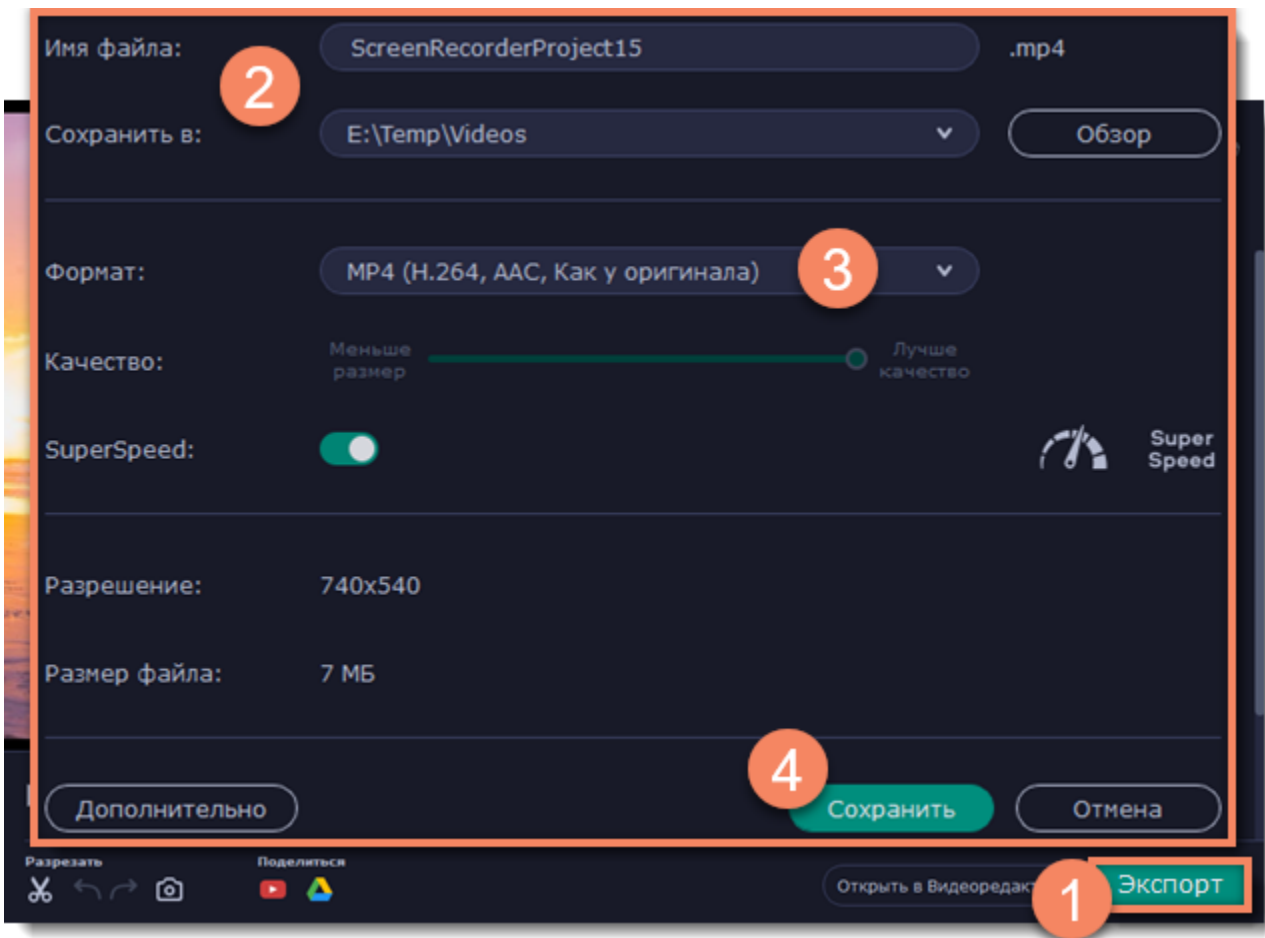 Имя файла: ScreenRecorderProject15 .mp4
2
Сохранить в: E:\Temp\Videos Обзор
Формат: MP4 (H.264, AAC, Как у оригинала) 3
Качество: Меньше размер Лучше качество
SuperSpeed: Super Speed
Разрешение: 740x540
Размер файла: 7 МБ
4
Дополнительно Сохранить Отмена
Разрезать Поделиться
Открыть в Видеоредак 1 Экспорт